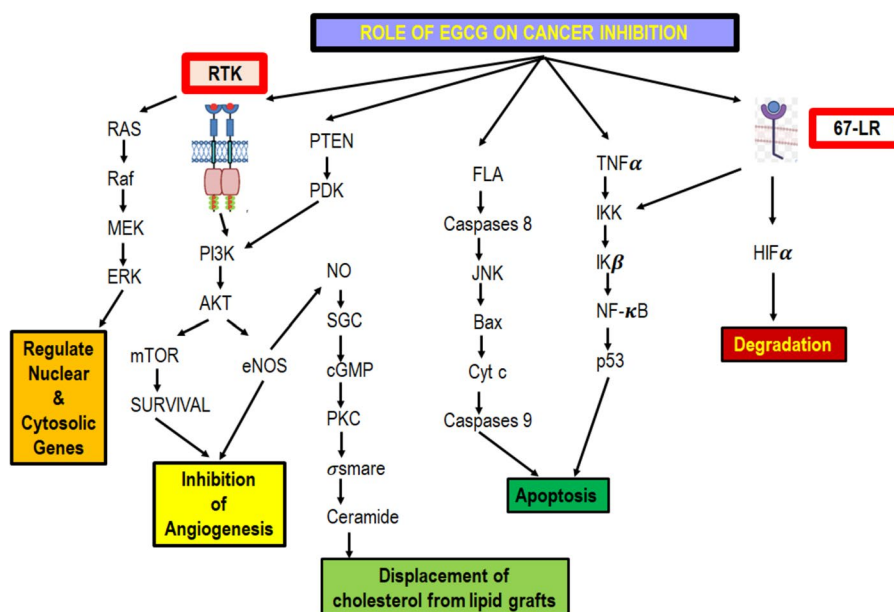 ROLE OF EGCG ON CANCER INHIBITION
RTK
67-LR
RAS
Raf
MEK
ERK
Regulate
Nuclear
&
Cytosolic
Genes
PTEN
PDK
PI3K
AKT
mTOR
SURVIVAL
eNOS
Inhibition
of
Angiogenesis
NO
SGC
cGMP
PKC
σsmare
Ceramide
Displacement of
cholesterol from lipid grafts
FLA
Caspases 8
JNK
Bax
Cyt c
Caspases 9
TNFα
IKK
IKβ
NF-κB
p53
Apoptosis
HIFα
Degradation